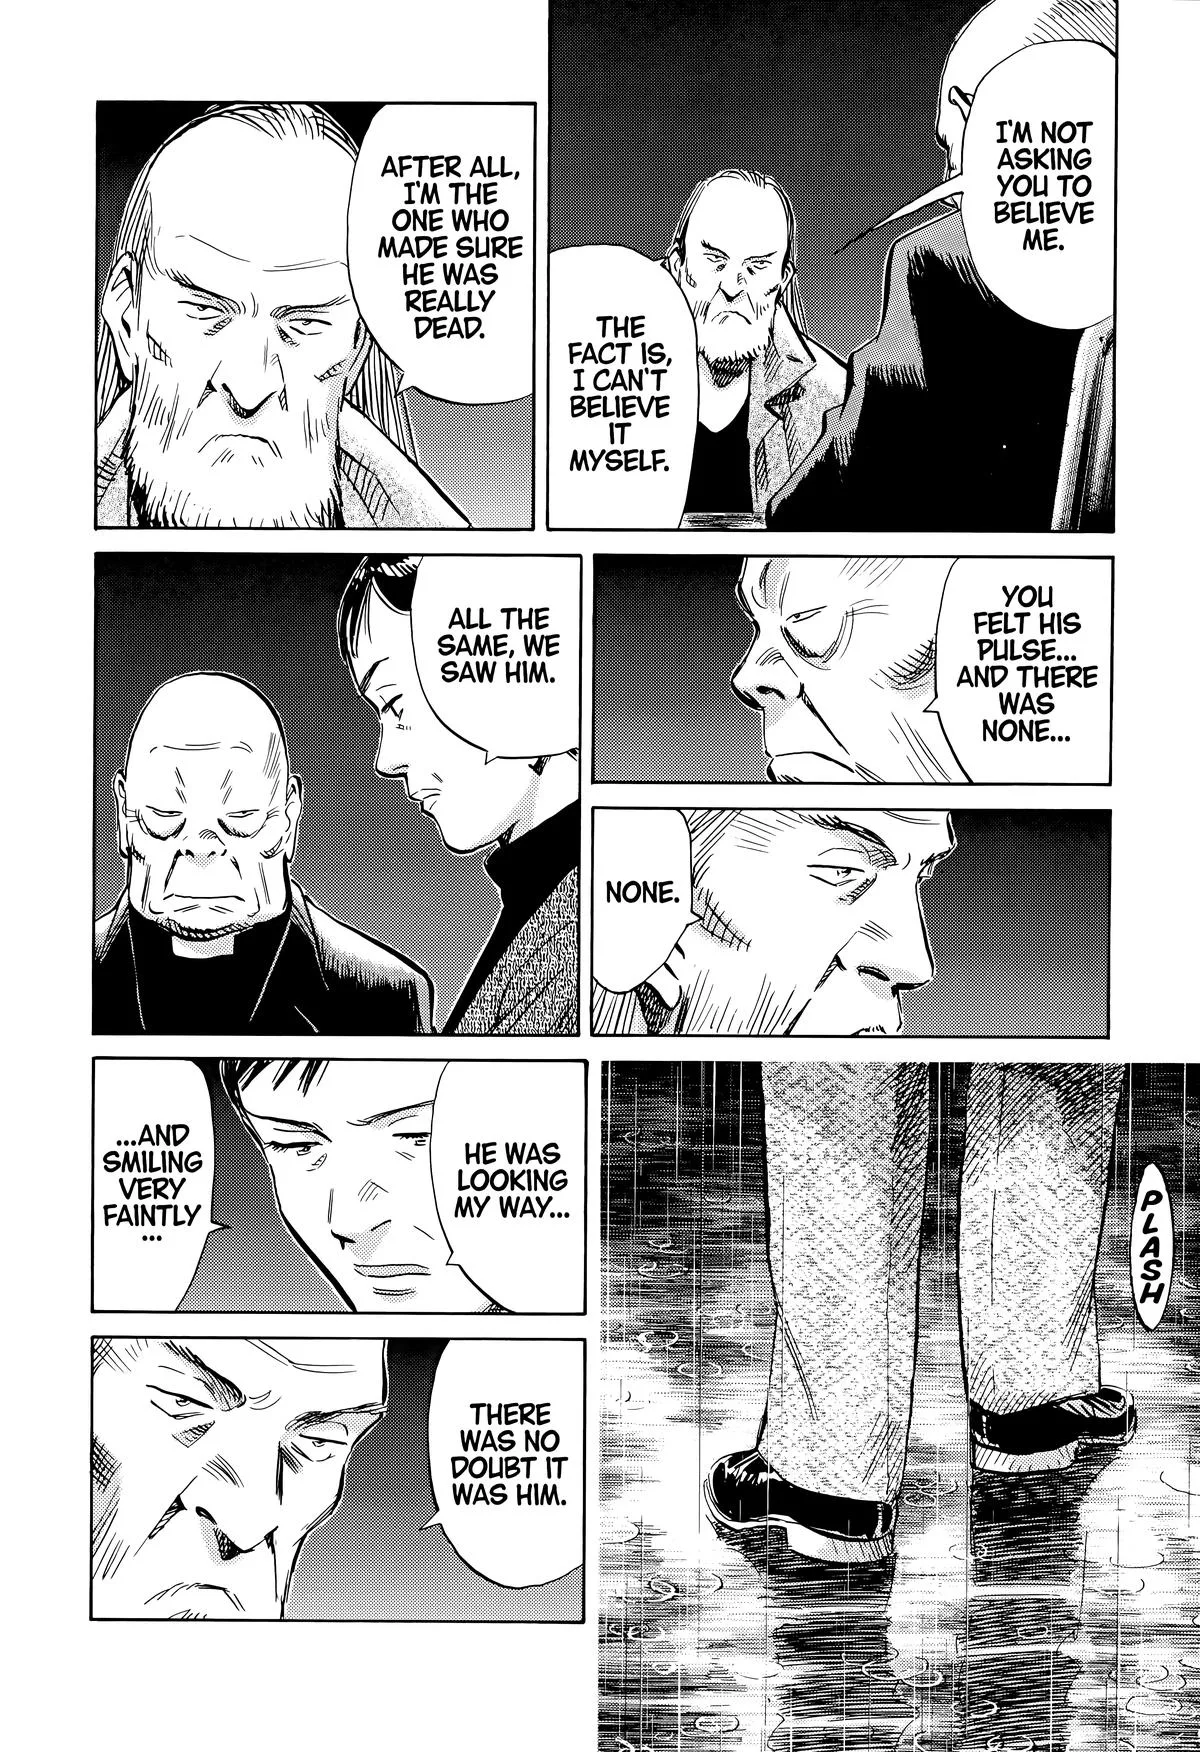 I'M NOT
ASKING
YOU TO
BELIEVE
ME.
THE
FACT IS,
I CAN'T
BELIEVE
IT
MYSELF.
AFTER ALL,
I'M THE
ONE WHO
MADE SURE
HE WAS
REALLY
DEAD.
YOU
FELT HIS
PULSE...
AND THERE
WAS
NONE...
NONE.
ALL THE
SAME, WE
SAW HIM.
PLASH
HE WAS
LOOKING
MY WAY...
...AND
SMILING
VERY
FAINTLY
...
THERE
WAS NO
DOUBT IT
WAS HIM.